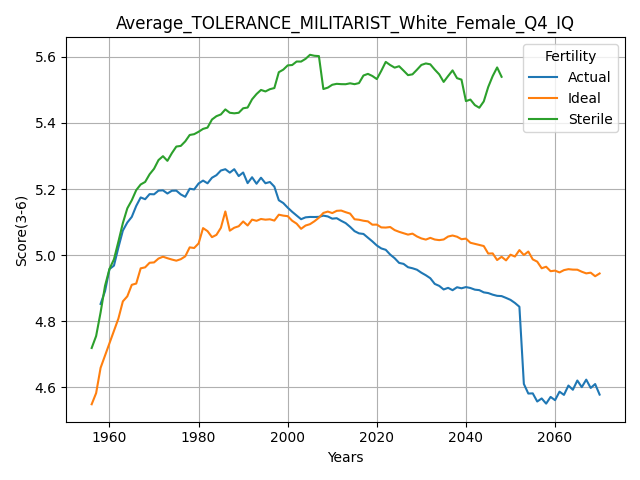 Average_TOLERANCE_MILITARIST_White_Female_Q4_IQ
Fertility
Actual
Ideal
Sterile
Score(3-6)
5.6
5.4
5.2
5.0
4.8
4.6
1960 1980 2000 2020 2040 2060
Years